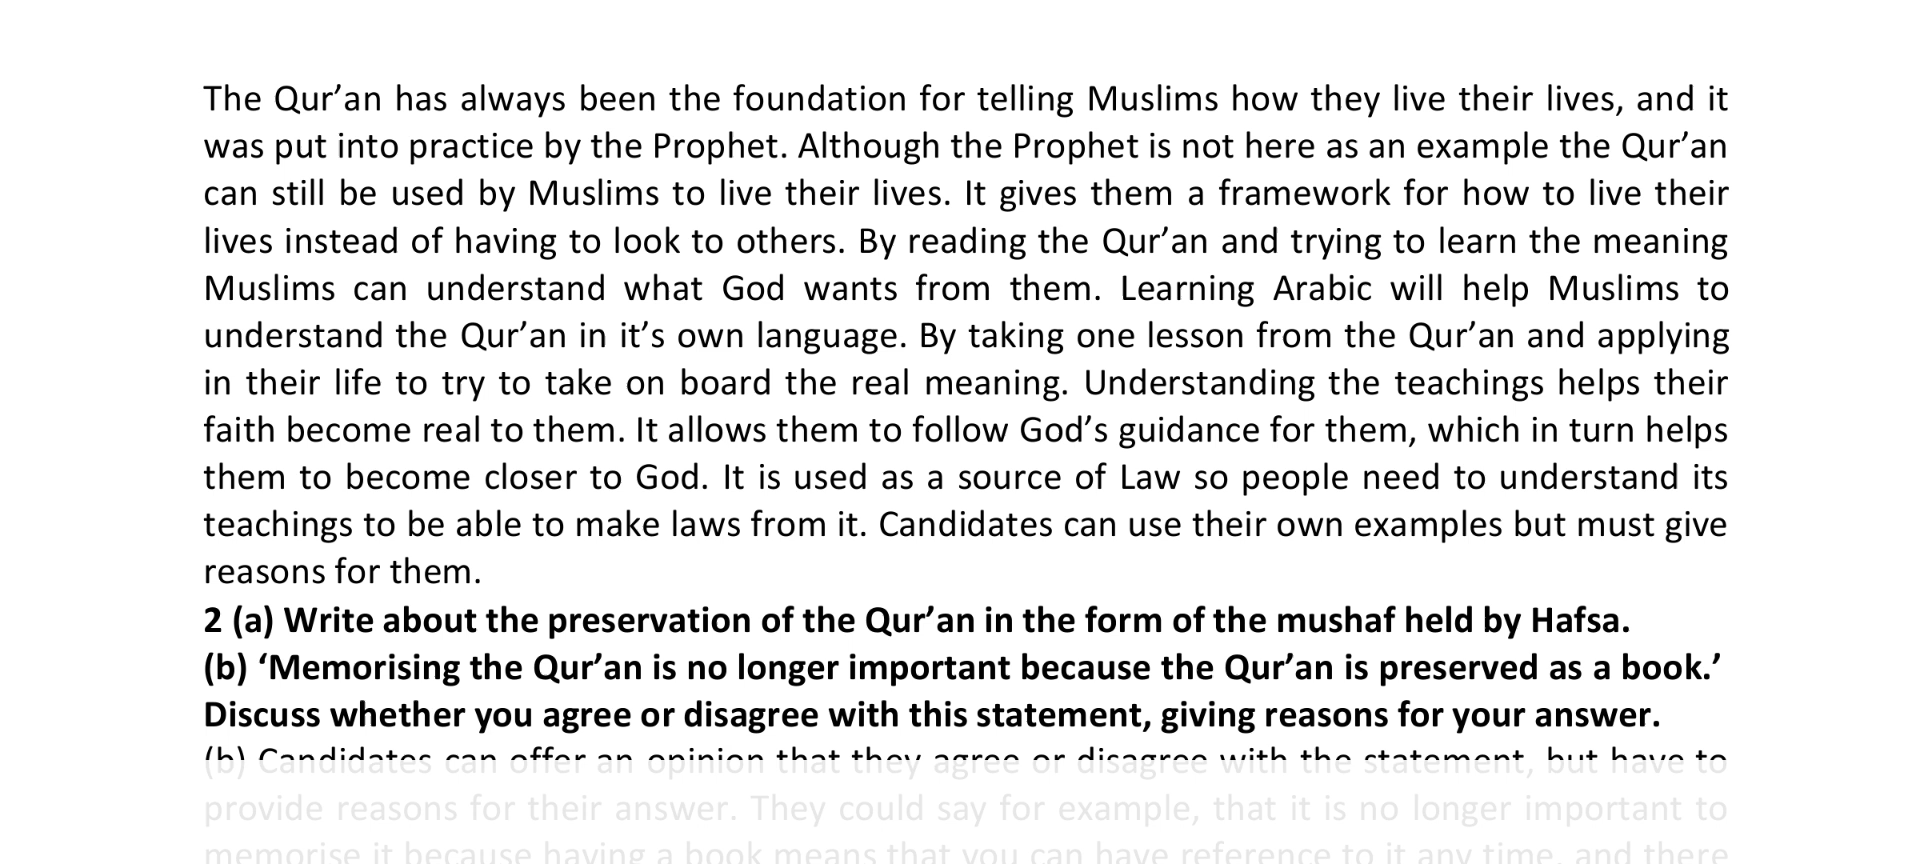 The Qur’an has always been the foundation for telling Muslims how they live their lives, and it
was put into practice by the Prophet. Although the Prophet is not here as an example the Qur’an
can still be used by Muslims to live their lives. It gives them a framework for how to live their
lives instead of having to look to others. By reading the Qur’an and trying to learn the meaning
Muslims can understand what God wants from them. Learning Arabic will help Muslims to
understand the Qur’an in it’s own language. By taking one lesson from the Qur’an and applying
in their life to try to take on board the real meaning. Understanding the teachings helps their
faith become real to them. It allows them to follow God’s guidance for them, which in turn helps
them to become closer to God. It is used as a source of Law so people need to understand its
teachings to be able to make laws from it. Candidates can use their own examples but must give
reasons for them.
2 (a) Write about the preservation of the Qur’an in the form of the mushaf held by Hafsa.
(b) ‘Memorising the Qur’an is no longer important because the Qur’an is preserved as a book.’
Discuss whether you agree or disagree with this statement, giving reasons for your answer.
(b) Candidates can offer an opinion that they agree or disagree with the statement, but have to
provide reasons for their answer. They could say for example, that it is no longer important to
memorise it because having a book means that you can have reference to it any time, and there